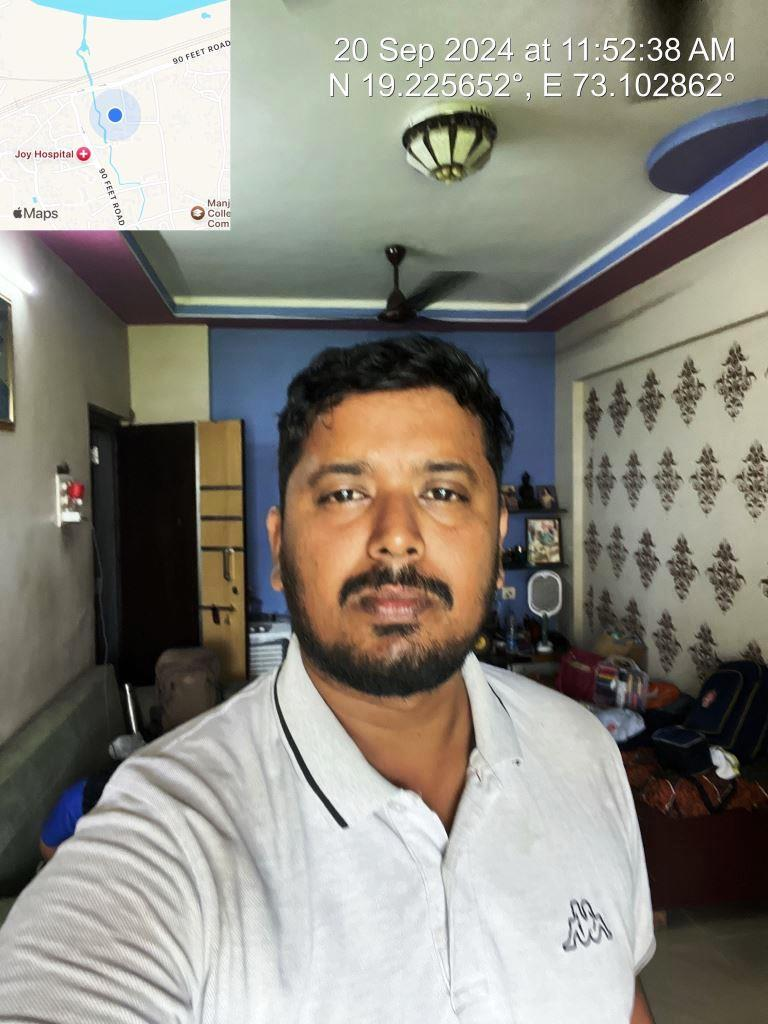 20 Sep 2024 at 11:52:38 AM
N 19.225652°, E 73.102862°
90 FEET ROAD
Joy Hospital
90 FEET ROAD
Maps
Manj
Colle
Com